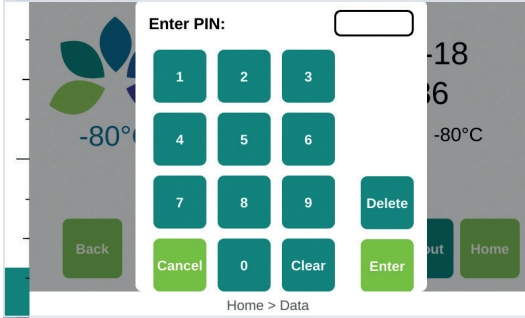 Enter PIN:
1 2 3
-18
36
4 5 6
-80°
-80°C
7 8 9 Delete
Back Cancel 0 Clear Enter out Home
Home > Data